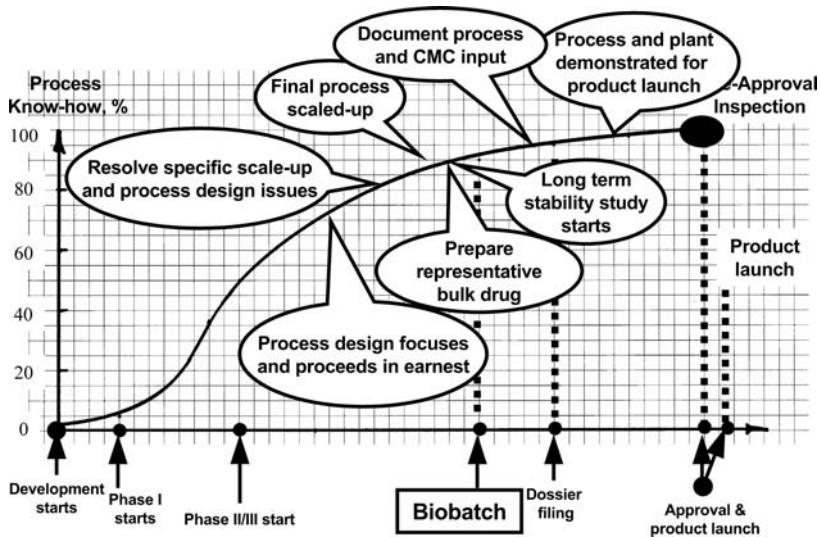 Document process
and CMC input
Process and plant
demonstrated for
product launch
Process
Know-how, %
Final process
scaled-up
e-Approval
Inspection
100
Resolve specific scale-up
and process design issues
80
Long term
stability study
starts
60
Prepare
representative
bulk drug
Product
launch
40
Process design focuses
and proceeds in earnest
20
0
Development
starts
Phase I
starts
Phase II/III start
Biobatch
Dossier
filing
Approval &
product launch